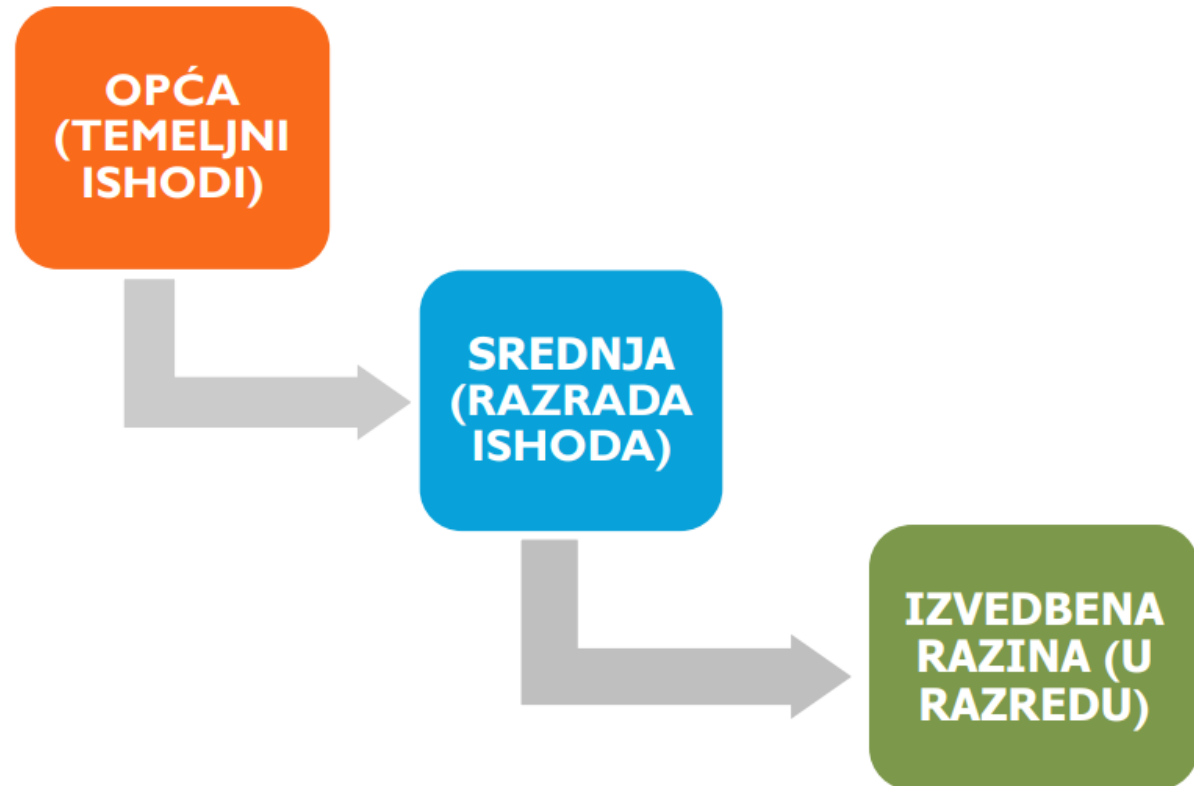 OPĆA
(TEMELJNI
ISHODI)
SREDNJA
(RAZRADA
ISHODA)
IZVEDBENA
RAZINA (U
RAZREDU)